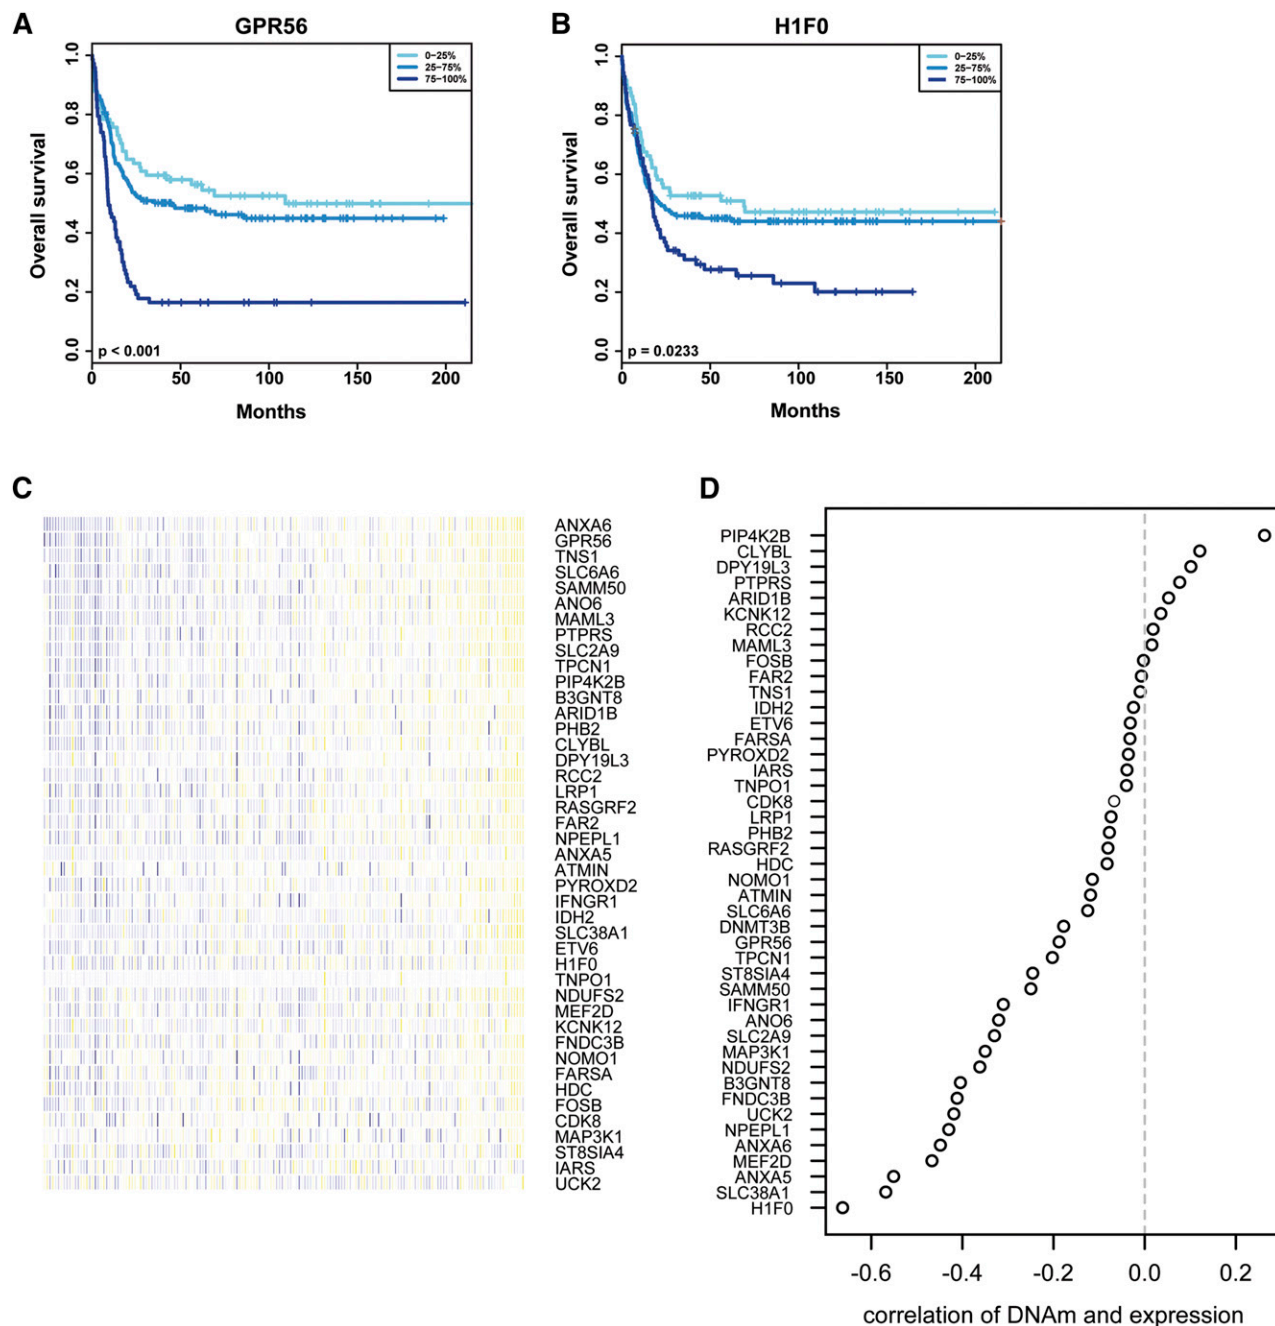 A
GPR56
0-25%
25-75%
75-100%
Overall survival
1.0
0.8
0.6
0.4
0.2
0.0
p < 0.001
0 50 100 150 200
Months
B
H1F0
0-25%
25-75%
75-100%
Overall survival
1.0
0.8
0.6
0.4
0.2
0.0
p = 0.0233
0 50 100 150 200
Months
C
ANXA6
GPR56
TNS1
SLC6A6
SAMM50
ANO6
MAML3
PTPRS
SLC2A9
TPCN1
PIP4K2B
B3GNT8
ARID1B
PHB2
CLYBL
DPY19L3
RCC2
LRP1
RASGRF2
FAR2
NPEPL1
ANXA5
ATMIN
PYROXD2
IFNGR1
IDH2
SLC38A1
ETV6
H1F0
TNPO1
NDUFS2
MEF2D
KCNK12
FNDC3B
NOMO1
FARSA
HDC
FOSB
CDK8
MAP3K1
ST8SIA4
IARS
UCK2
D
PIP4K2B
CLYBL
DPY19L3
PTPRS
ARID1B
KCNK12
RCC2
MAML3
FOSB
FAR2
TNS1
IDH2
ETV6
FARSA
PYROXD2
IARS
TNPO1
CDK8
LRP1
PHB2
RASGRF2
HDC
NOMO1
ATMIN
SLC6A6
DNMT3B
GPR56
TPCN1
ST8SIA4
SAMM50
IFNGR1
ANO6
SLC2A9
MAP3K1
NDUFS2
B3GNT8
FNDC3B
UCK2
NPEPL1
ANXA6
MEF2D
ANXA5
SLC38A1
H1F0
-0.6 -0.4 -0.2 0.0 0.2
correlation of DNAm and expression